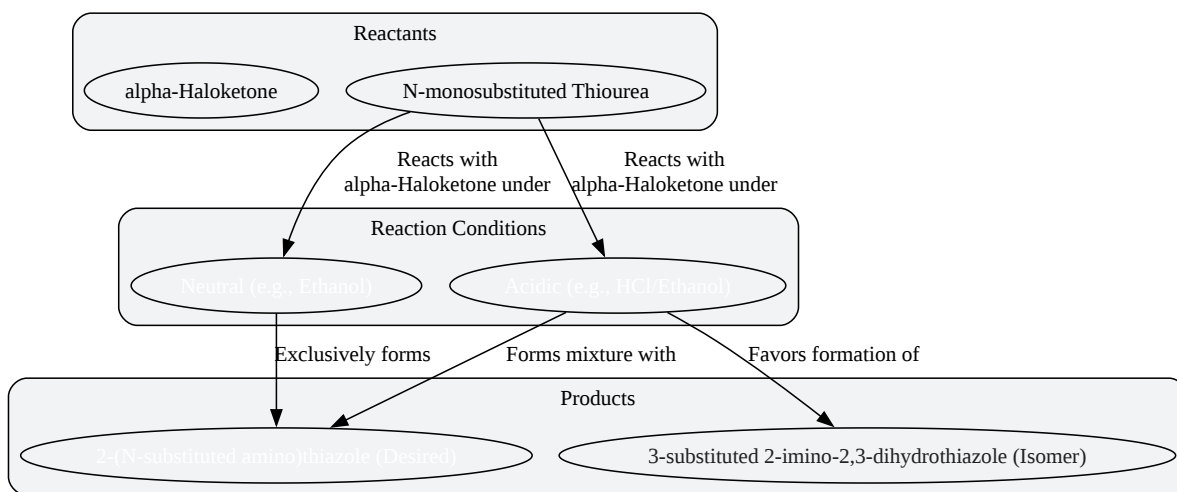 Reactants
alpha-Haloketone
N-monosubstituted Thiourea
Reacts with
alpha-Haloketone under
Reacts with
alpha-Haloketone under
Reaction Conditions
Neutral (e.g., Ethanol)
Acidic (e.g., HCl/Ethanol)
Exclusively forms
Forms mixture with
Favors formation of
Products
2-(N-substituted amino)thiazole (Desired)
3-substituted 2-imino-2,3-dihydrothiazole (Isomer)